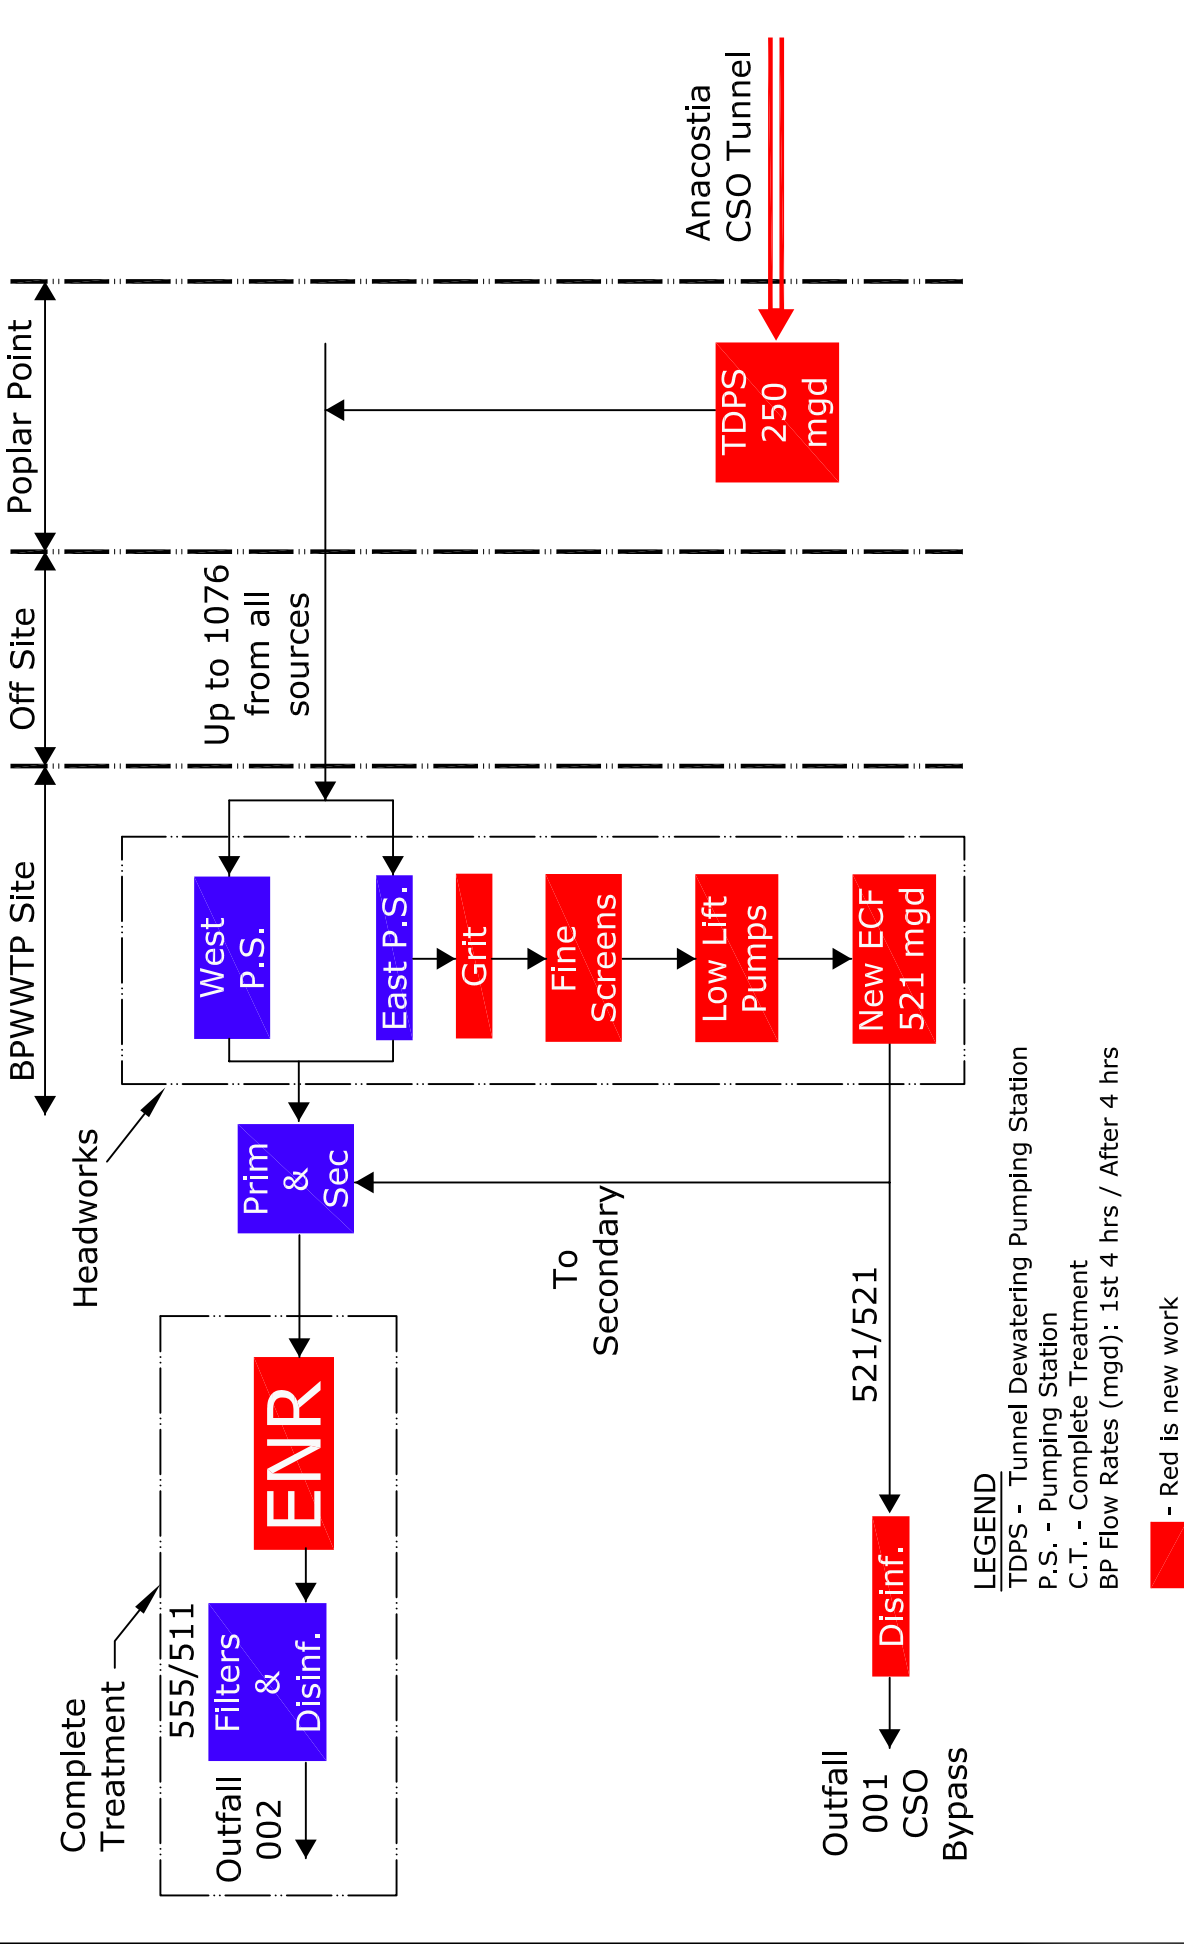 BPWWTP Site
Off Site
Poplar Point
Headworks
Complete
Treatment
555/511
Outfall
002
Filters
&
Disinf.
ENR
Prim
&
Sec
West
P.S.
East P.S.
Grit
Fine
Screens
Low Lift
Pumps
New ECF
521 mgd
Up to 1076
from all
sources
TDPS
250
mgd
Anacostia
CSO Tunnel
To
Secondary
521/521
Disinf.
Outfall
001
CSO
Bypass
LEGEND
TDPS - Tunnel Dewatering Pumping Station
P.S. - Pumping Station
C.T. - Complete Treatment
BP Flow Rates (mgd): 1st 4 hrs / After 4 hrs
- Red is new work